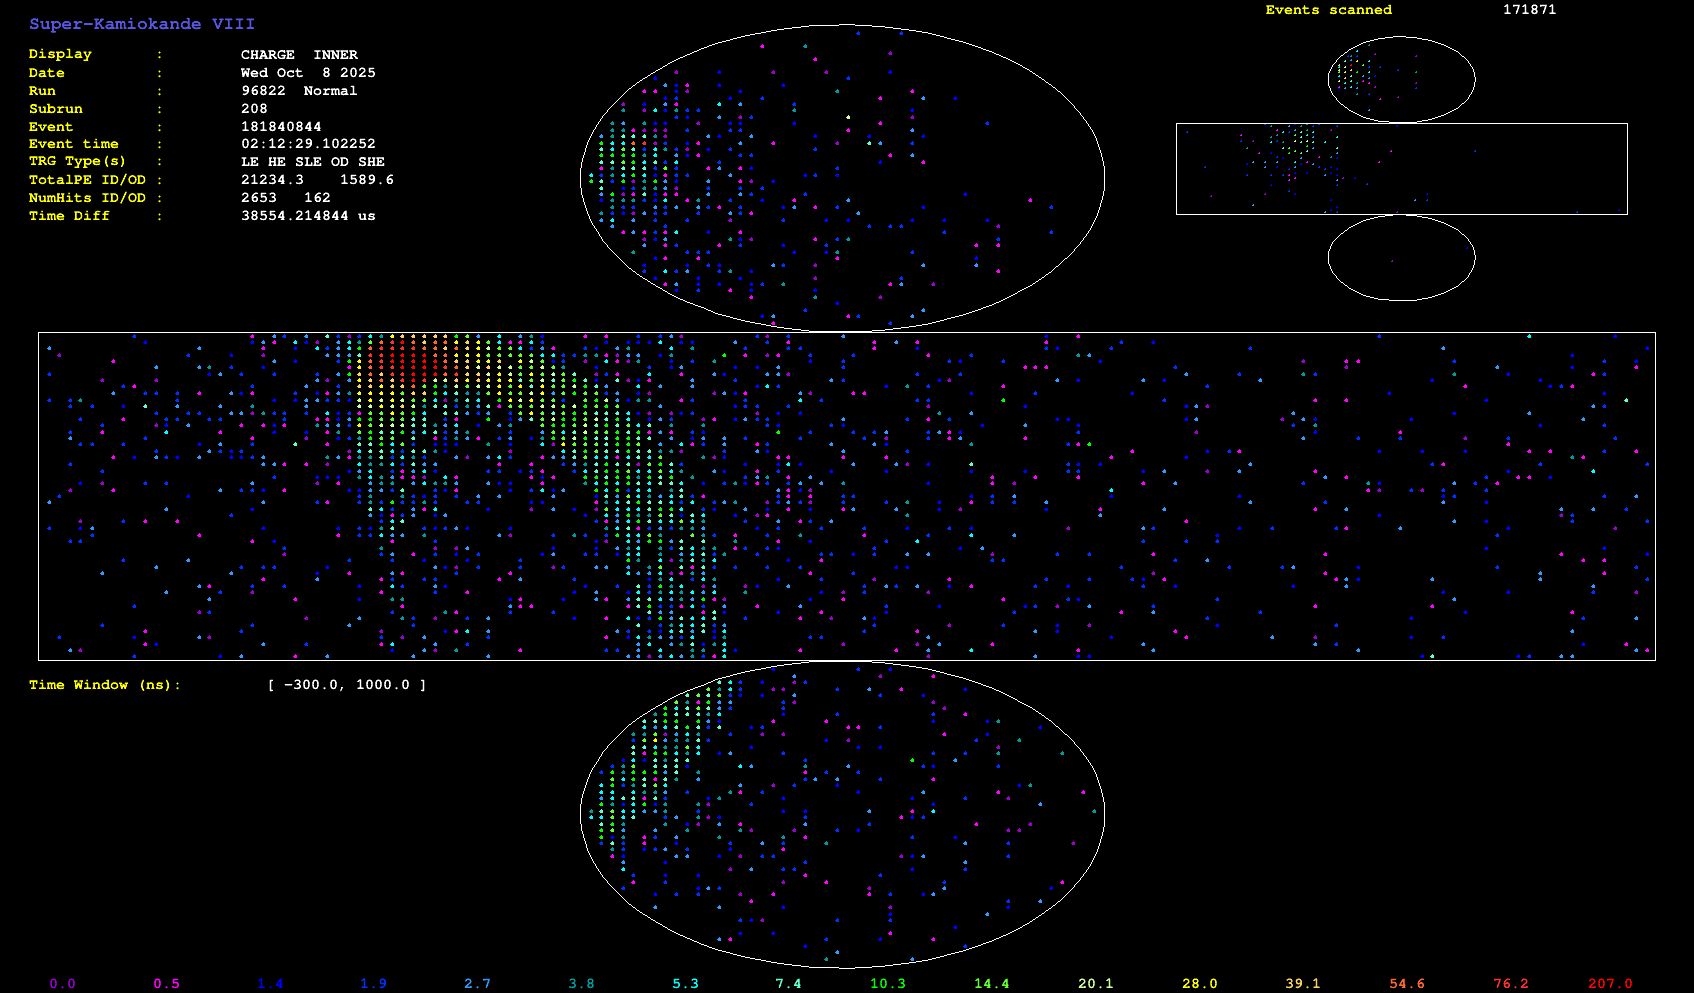 Super-Kamiokande VIII
Events scanned 171871
Display : CHARGE INNER
Date : Wed Oct 8 2025
Run : 96822 Normal
Subrun : 208
Event : 181840844
Event time : 02:12:29.102252
TRG Type(s) : LE HE SLE OD SHE
TotalPE ID/OD : 21234.3 1589.6
NumHits ID/OD : 2653 162
Time Diff : 38554.214844 us
Time Window (ns): [ -300.0, 1000.0 ]
0.0 0.5 1.4 1.9 2.7 3.8 5.3 7.4 10.3 14.4 20.1 28.0 39.1 54.6 76.2 207.0